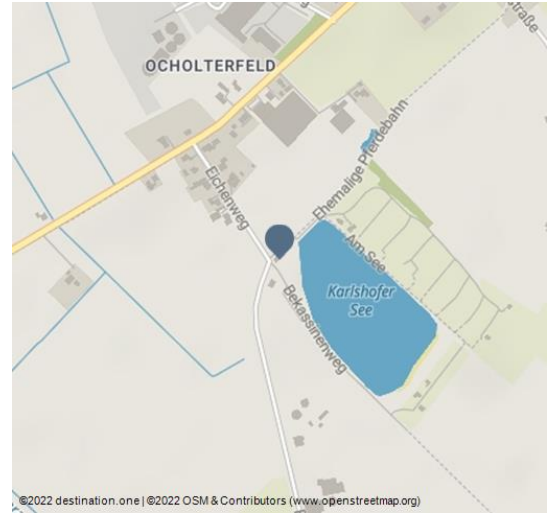 straße
OCHOLTERFELD
Ehemalige Pferdebahn
Eichenweg
Am See
Karlshofer
See
Bekassinenweg
©2022 destination.one | ©2022 OSM & Contributors (www.openstreetmap.org)